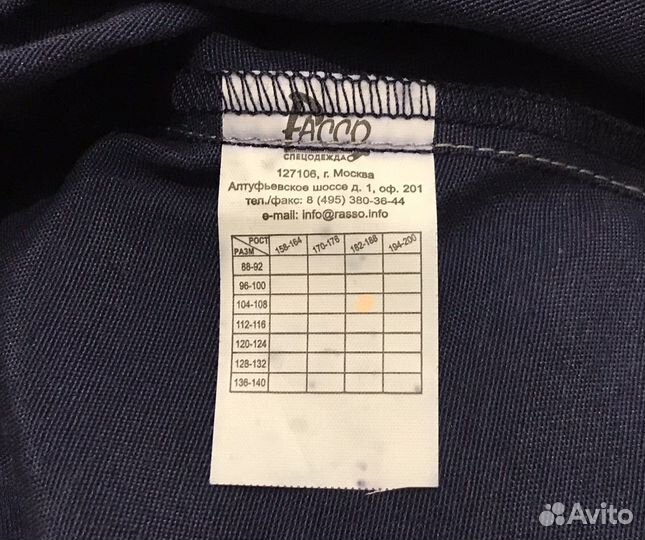 РАССО
СПЕЦОДЕЖДА
127106, г. Москва
Алтуфьевское шоссе д. 1, оф. 201
тел./факс: 8 (495) 380-36-44
e-mail: info@rasso.info
РОСТ
РАЗМ 158-164 170-176 182-188 194-200
88-92
96-100
104-108
112-116
120-124
128-132
136-140
Avito